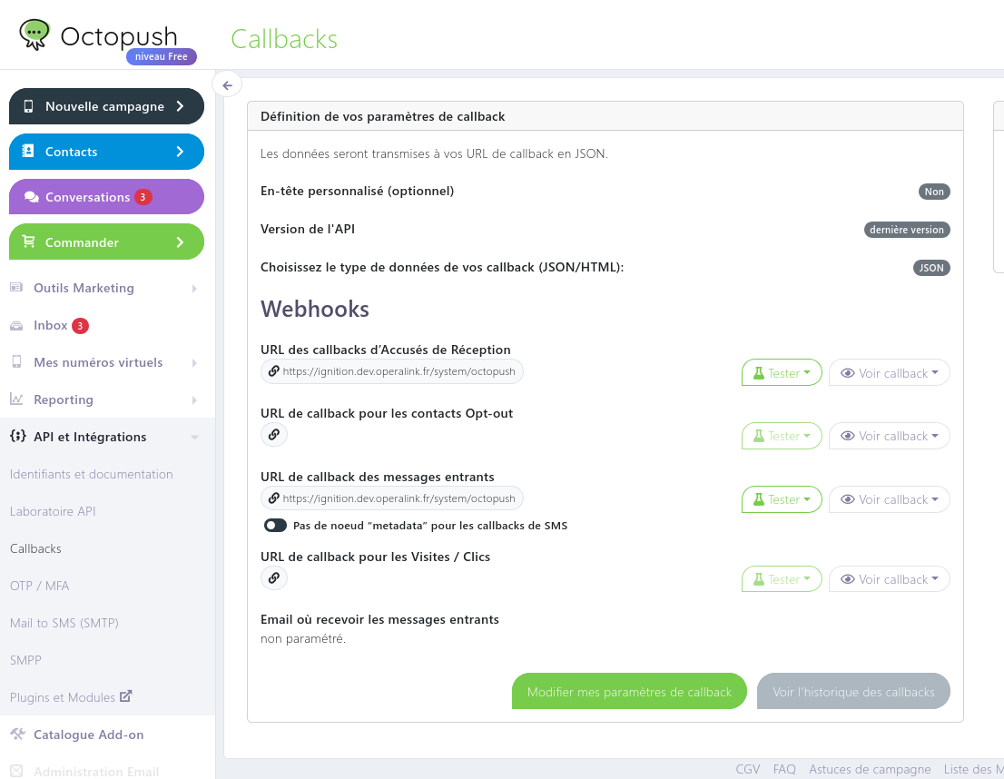 Octopush
niveau Free
Callbacks
Nouvelle campagne
Contacts
Conversations 3
Commander
Outils Marketing
Inbox 3
Mes numéros virtuels
Reporting
API et Intégrations
Identifiants et documentation
Laboratoire API
Callbacks
OTP / MFA
Mail to SMS (SMTP)
SMPP
Plugins et Modules
Catalogue Add-on
Administration Email
Définition de vos paramètres de callback
Les données seront transmises à vos URL de callback en JSON.
En-tête personnalisé (optionnel) Non
Version de l'API dernière version
Choisissez le type de données de vos callback (JSON/HTML): JSON
Webhooks
URL des callbacks d’Accusés de Réception
https://ignition.dev.operalink.fr/system/octopush Tester Voir callback
URL de callback pour les contacts Opt-out
Tester Voir callback
URL de callback des messages entrants
https://ignition.dev.operalink.fr/system/octopush Tester Voir callback
Pas de noeud “metadata” pour les callbacks de SMS
URL de callback pour les Visites / Clics
Tester Voir callback
Email où recevoir les messages entrants
non paramétré.
Modifier mes paramètres de callback Voir l’historique des callbacks
CGV FAQ Astuces de campagne Liste des M